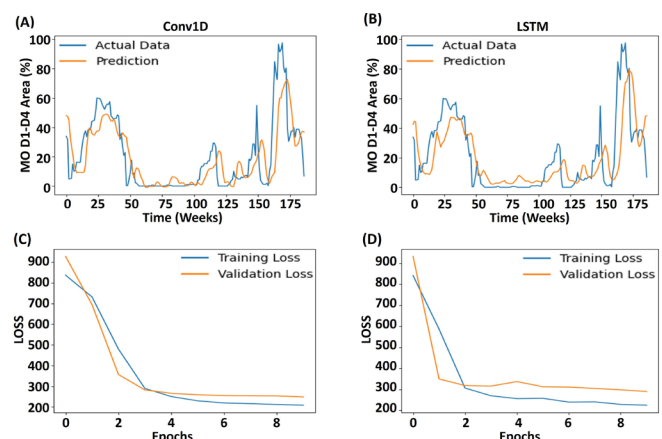 (A) Conv1D
Actual Data
Prediction
MO D1-D4 Area (%)
100
80
60
40
20
0
0 25 50 75 100 125 150 175
Time (Weeks)
(B) LSTM
Actual Data
Prediction
MO D1-D4 Area (%)
100
80
60
40
20
0
0 25 50 75 100 125 150 175
Time (Weeks)
(C)
Training Loss
Validation Loss
LOSS
900
800
700
600
500
400
300
200
0 2 4 6 8
Epochs
(D)
Training Loss
Validation Loss
LOSS
900
800
700
600
500
400
300
200
0 2 4 6 8
Epochs